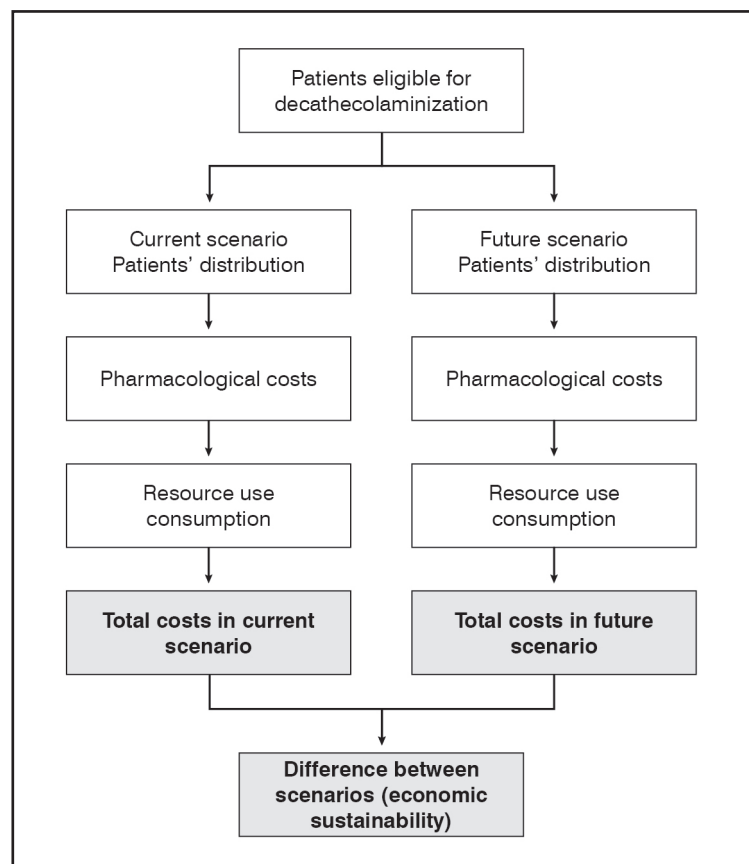 Patients eligible for
decathecolaminization
Current scenario
Patients’ distribution
Future scenario
Patients’ distribution
Pharmacological costs
Pharmacological costs
Resource use
consumption
Resource use
consumption
Total costs in current
scenario
Total costs in future
scenario
Difference between
scenarios (economic
sustainability)